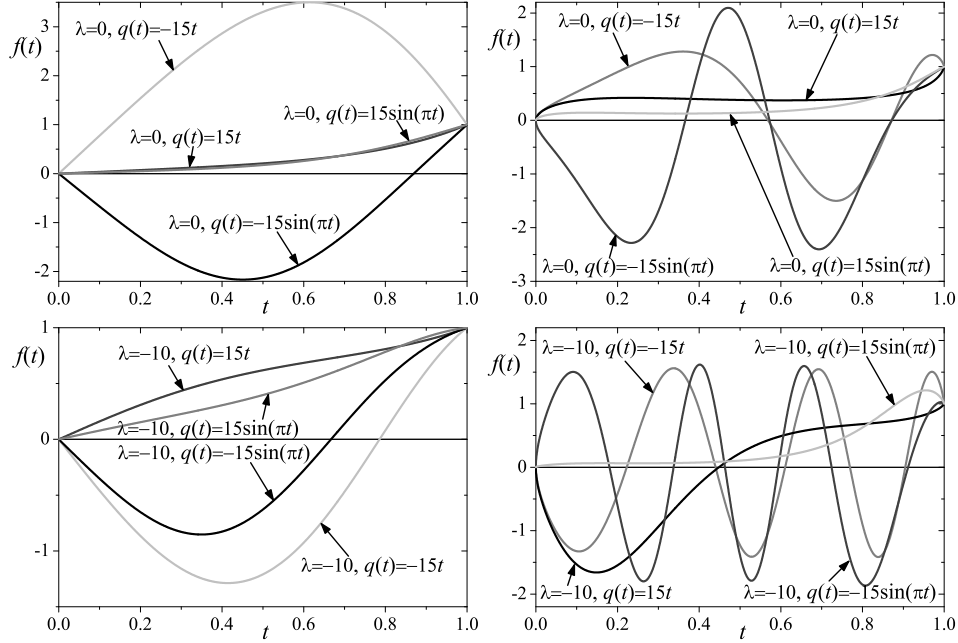 f(t)
3
2
1
0
-1
-2
λ=0, q(t)=−15t
λ=0, q(t)=15sin(πt)
λ=0, q(t)=15t
λ=0, q(t)=−15sin(πt)
0.0 0.2 0.4 0.6 0.8 1.0
t
f(t)
2
1
0
-1
-2
-3
λ=0, q(t)=−15t
λ=0, q(t)=15t
λ=0, q(t)=−15sin(πt)
λ=0, q(t)=15sin(πt)
0.0 0.2 0.4 0.6 0.8 1.0
t
f(t)
1
0
-1
λ=−10, q(t)=15t
λ=−10, q(t)=15sin(πt)
λ=−10, q(t)=−15sin(πt)
λ=−10, q(t)=−15t
0.0 0.2 0.4 0.6 0.8 1.0
t
f(t)
2
1
0
-1
-2
λ=−10, q(t)=−15t
λ=−10, q(t)=15sin(πt)
λ=−10, q(t)=15t
λ=−10, q(t)=−15sin(πt)
0.0 0.2 0.4 0.6 0.8 1.0
t